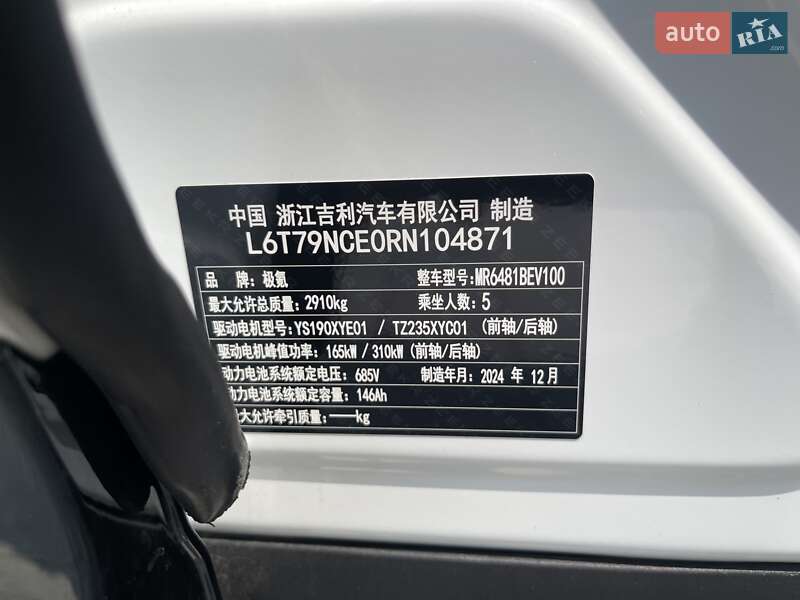 auto RIA.com
中国 浙江吉利汽车有限公司 制造
L6T79NCE0RN104871
品 牌:极氪 整车型号:MR6481BEV100
最大允许总质量:2910kg 乘坐人数:5
驱动电机型号:YS190XYE01 / TZ235XYC01 (前轴/后轴)
驱动电机峰值功率:165kW/310kW(前轴/后轴)
动力电池系统额定电压:685V 制造年月:2024 年 12 月
动力电池系统额定容量:146Ah
最大允许牵引质量:——kg